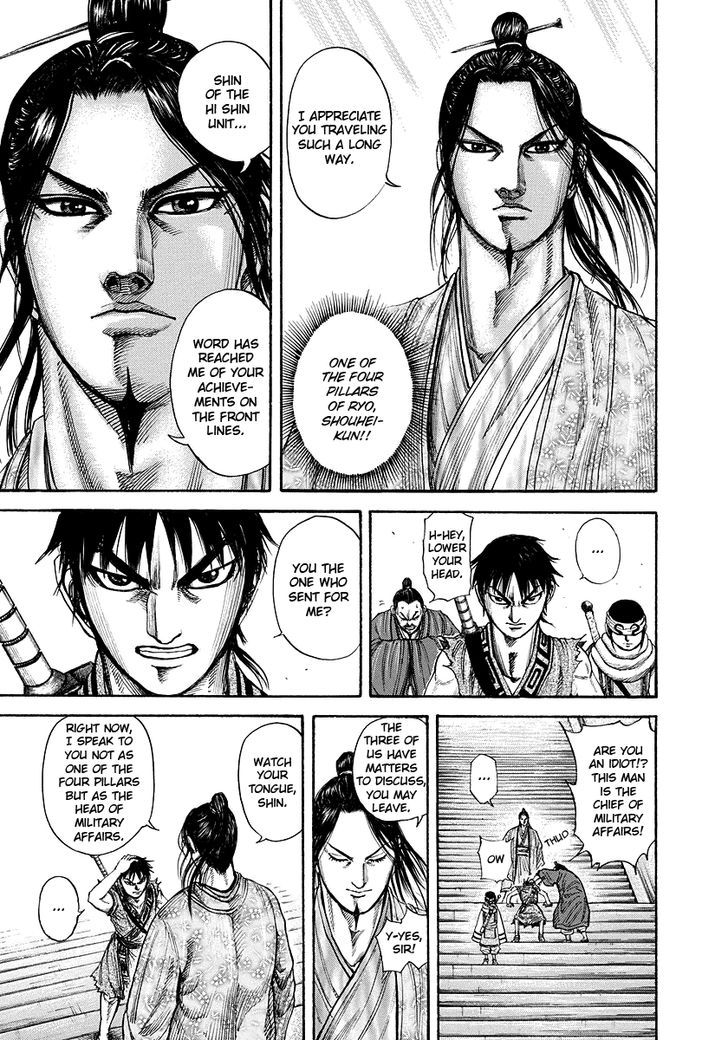 I APPRECIATE
YOU TRAVELING
SUCH A LONG
WAY.
ONE OF
THE FOUR
PILLARS
OF RYO,
SHOUHEI-
KUN!!
SHIN
OF THE
HI SHIN
UNIT...
WORD HAS
REACHED
ME OF YOUR
ACHIEVE-
MENTS ON
THE FRONT
LINES.
...
H-HEY,
LOWER
YOUR
HEAD.
YOU THE
ONE WHO
SENT FOR
ME?
ARE YOU
AN IDIOT!?
THIS MAN
IS THE
CHIEF OF
MILITARY
AFFAIRS!
THUD
OW
...
THE
THREE OF
US HAVE
MATTERS
TO DISCUSS,
YOU MAY
LEAVE.
Y-YES,
SIR!
WATCH
YOUR
TONGUE,
SHIN.
RIGHT NOW,
I SPEAK TO
YOU NOT AS
ONE OF THE
FOUR PILLARS
BUT AS THE
HEAD OF
MILITARY
AFFAIRS.
...